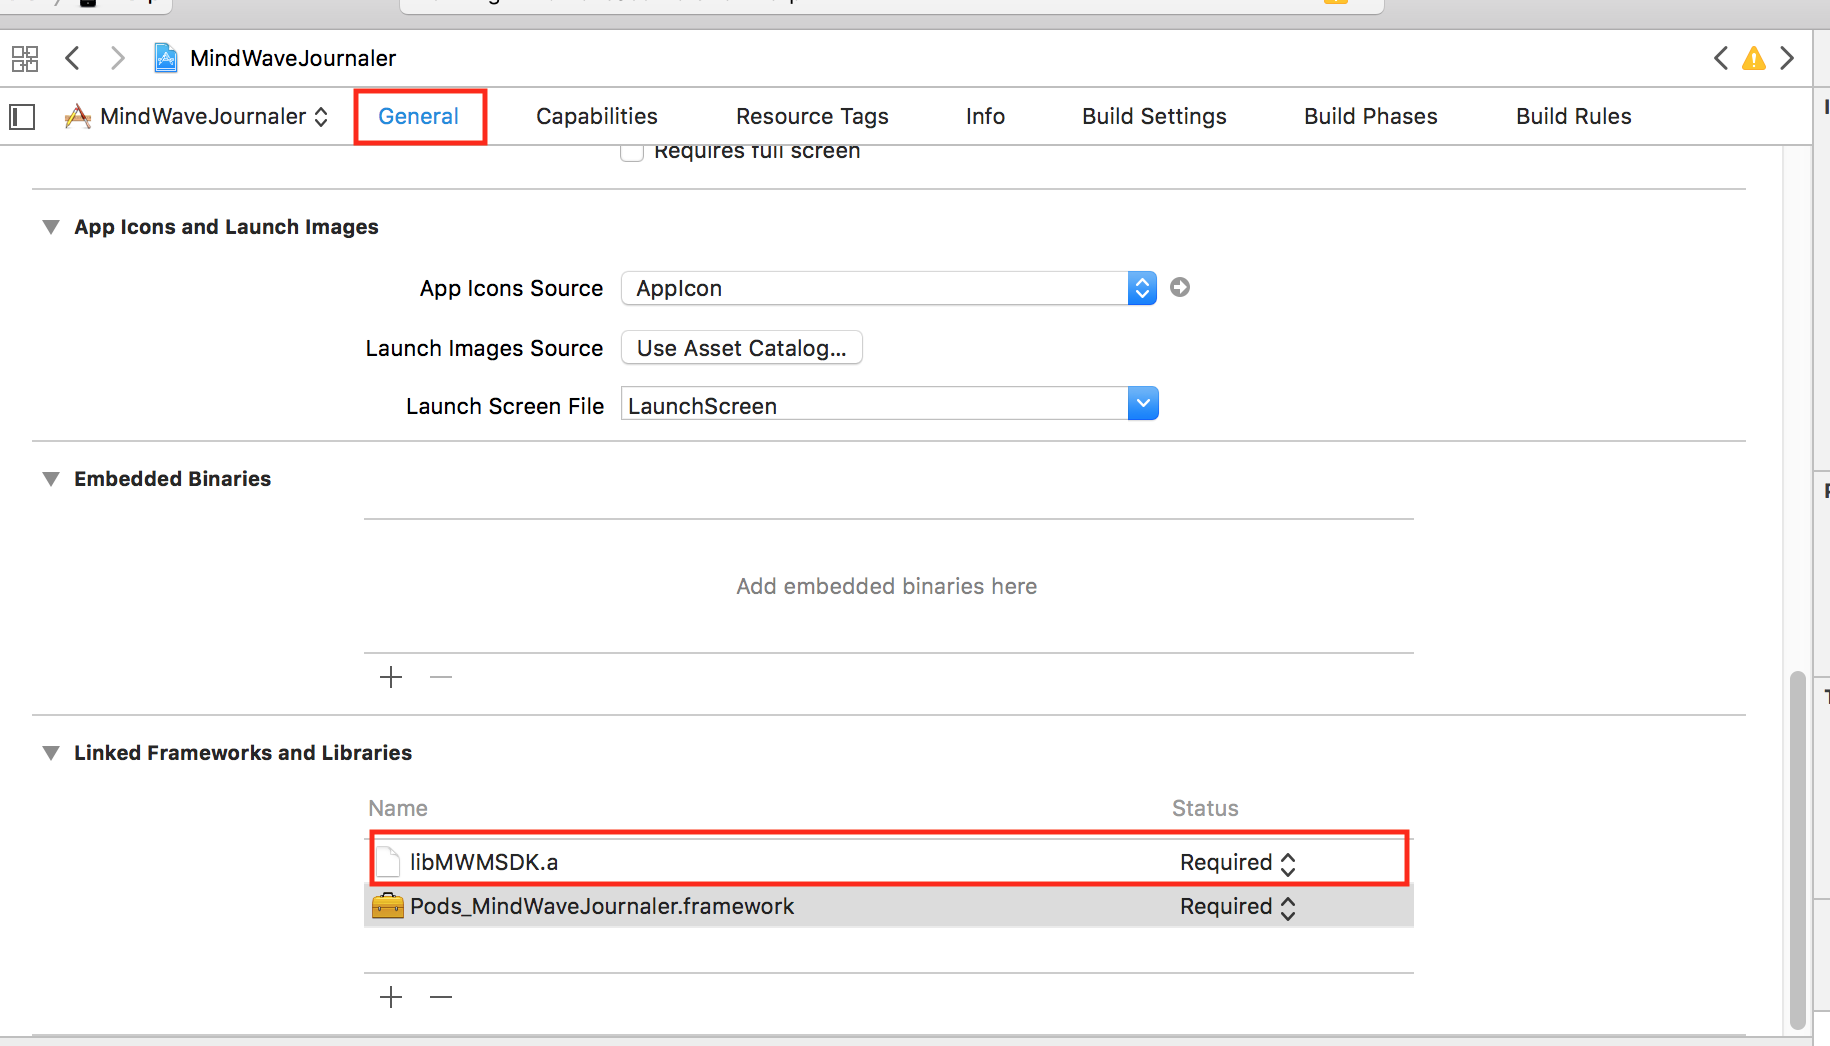 MindWaveJournaler
MindWaveJournaler General Capabilities Resource Tags Info Build Settings Build Phases Build Rules
Requires full screen
App Icons and Launch Images
App Icons Source AppIcon
Launch Images Source Use Asset Catalog...
Launch Screen File LaunchScreen
Embedded Binaries
Add embedded binaries here
Linked Frameworks and Libraries
Name Status
libMWMSDK.a Required
Pods_MindWaveJournaler.framework Required